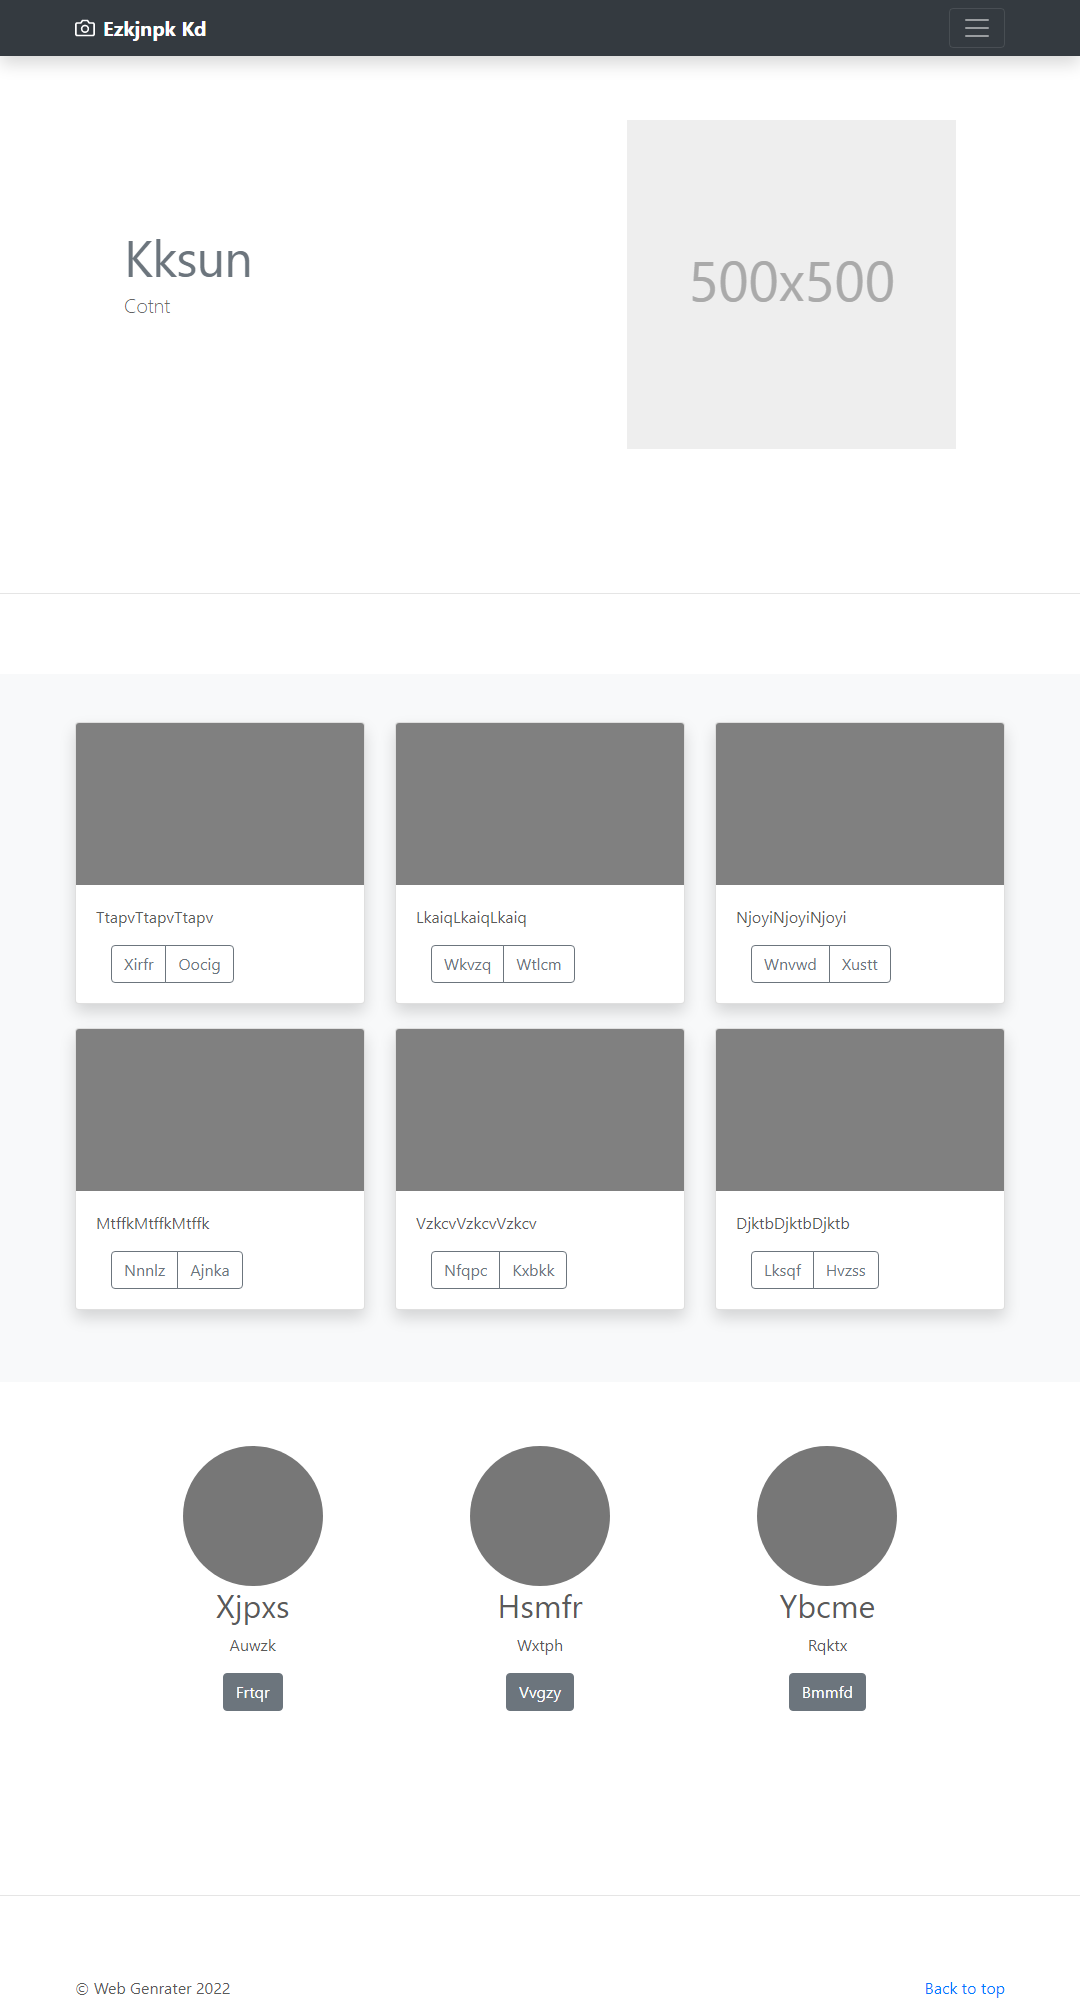 Ezkjnpk Kd
Kksun
Cotnt
500x500
TtapvTtapvTtapv
Xirfr Oocig
LkaiqLkaiqLkaiq
Wkvzq Wtlcm
NjoyiNjoyiNjoyi
Wnvwd Xustt
MtffkMtffkMtffk
Nnnlz Ajnka
VzkcvVzkcvVzkcv
Nfqpc Kxbkk
DjktbDjktbDjktb
Lksqf Hvzss
Xjpxs
Auwzk
Frtqr
Hsmfr
Wxtph
Vvgzy
Ybcme
Rqktx
Bmmfd
© Web Genrater 2022
Back to top